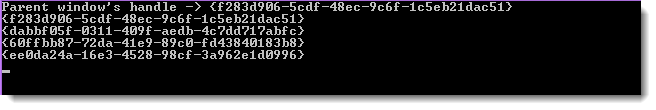 Parent window's handle -> {f283d906-5cdf-48ec-9c6f-1c5eb21dac51}
{f283d906-5cdf-48ec-9c6f-1c5eb21dac51}
{dabbf05f-0311-409f-aedb-4c7dd717abfc}
{60ffbb87-72da-41e9-89c0-fd43840183b8}
{ee0da24a-16e3-4528-98cf-3a962e1d0996}